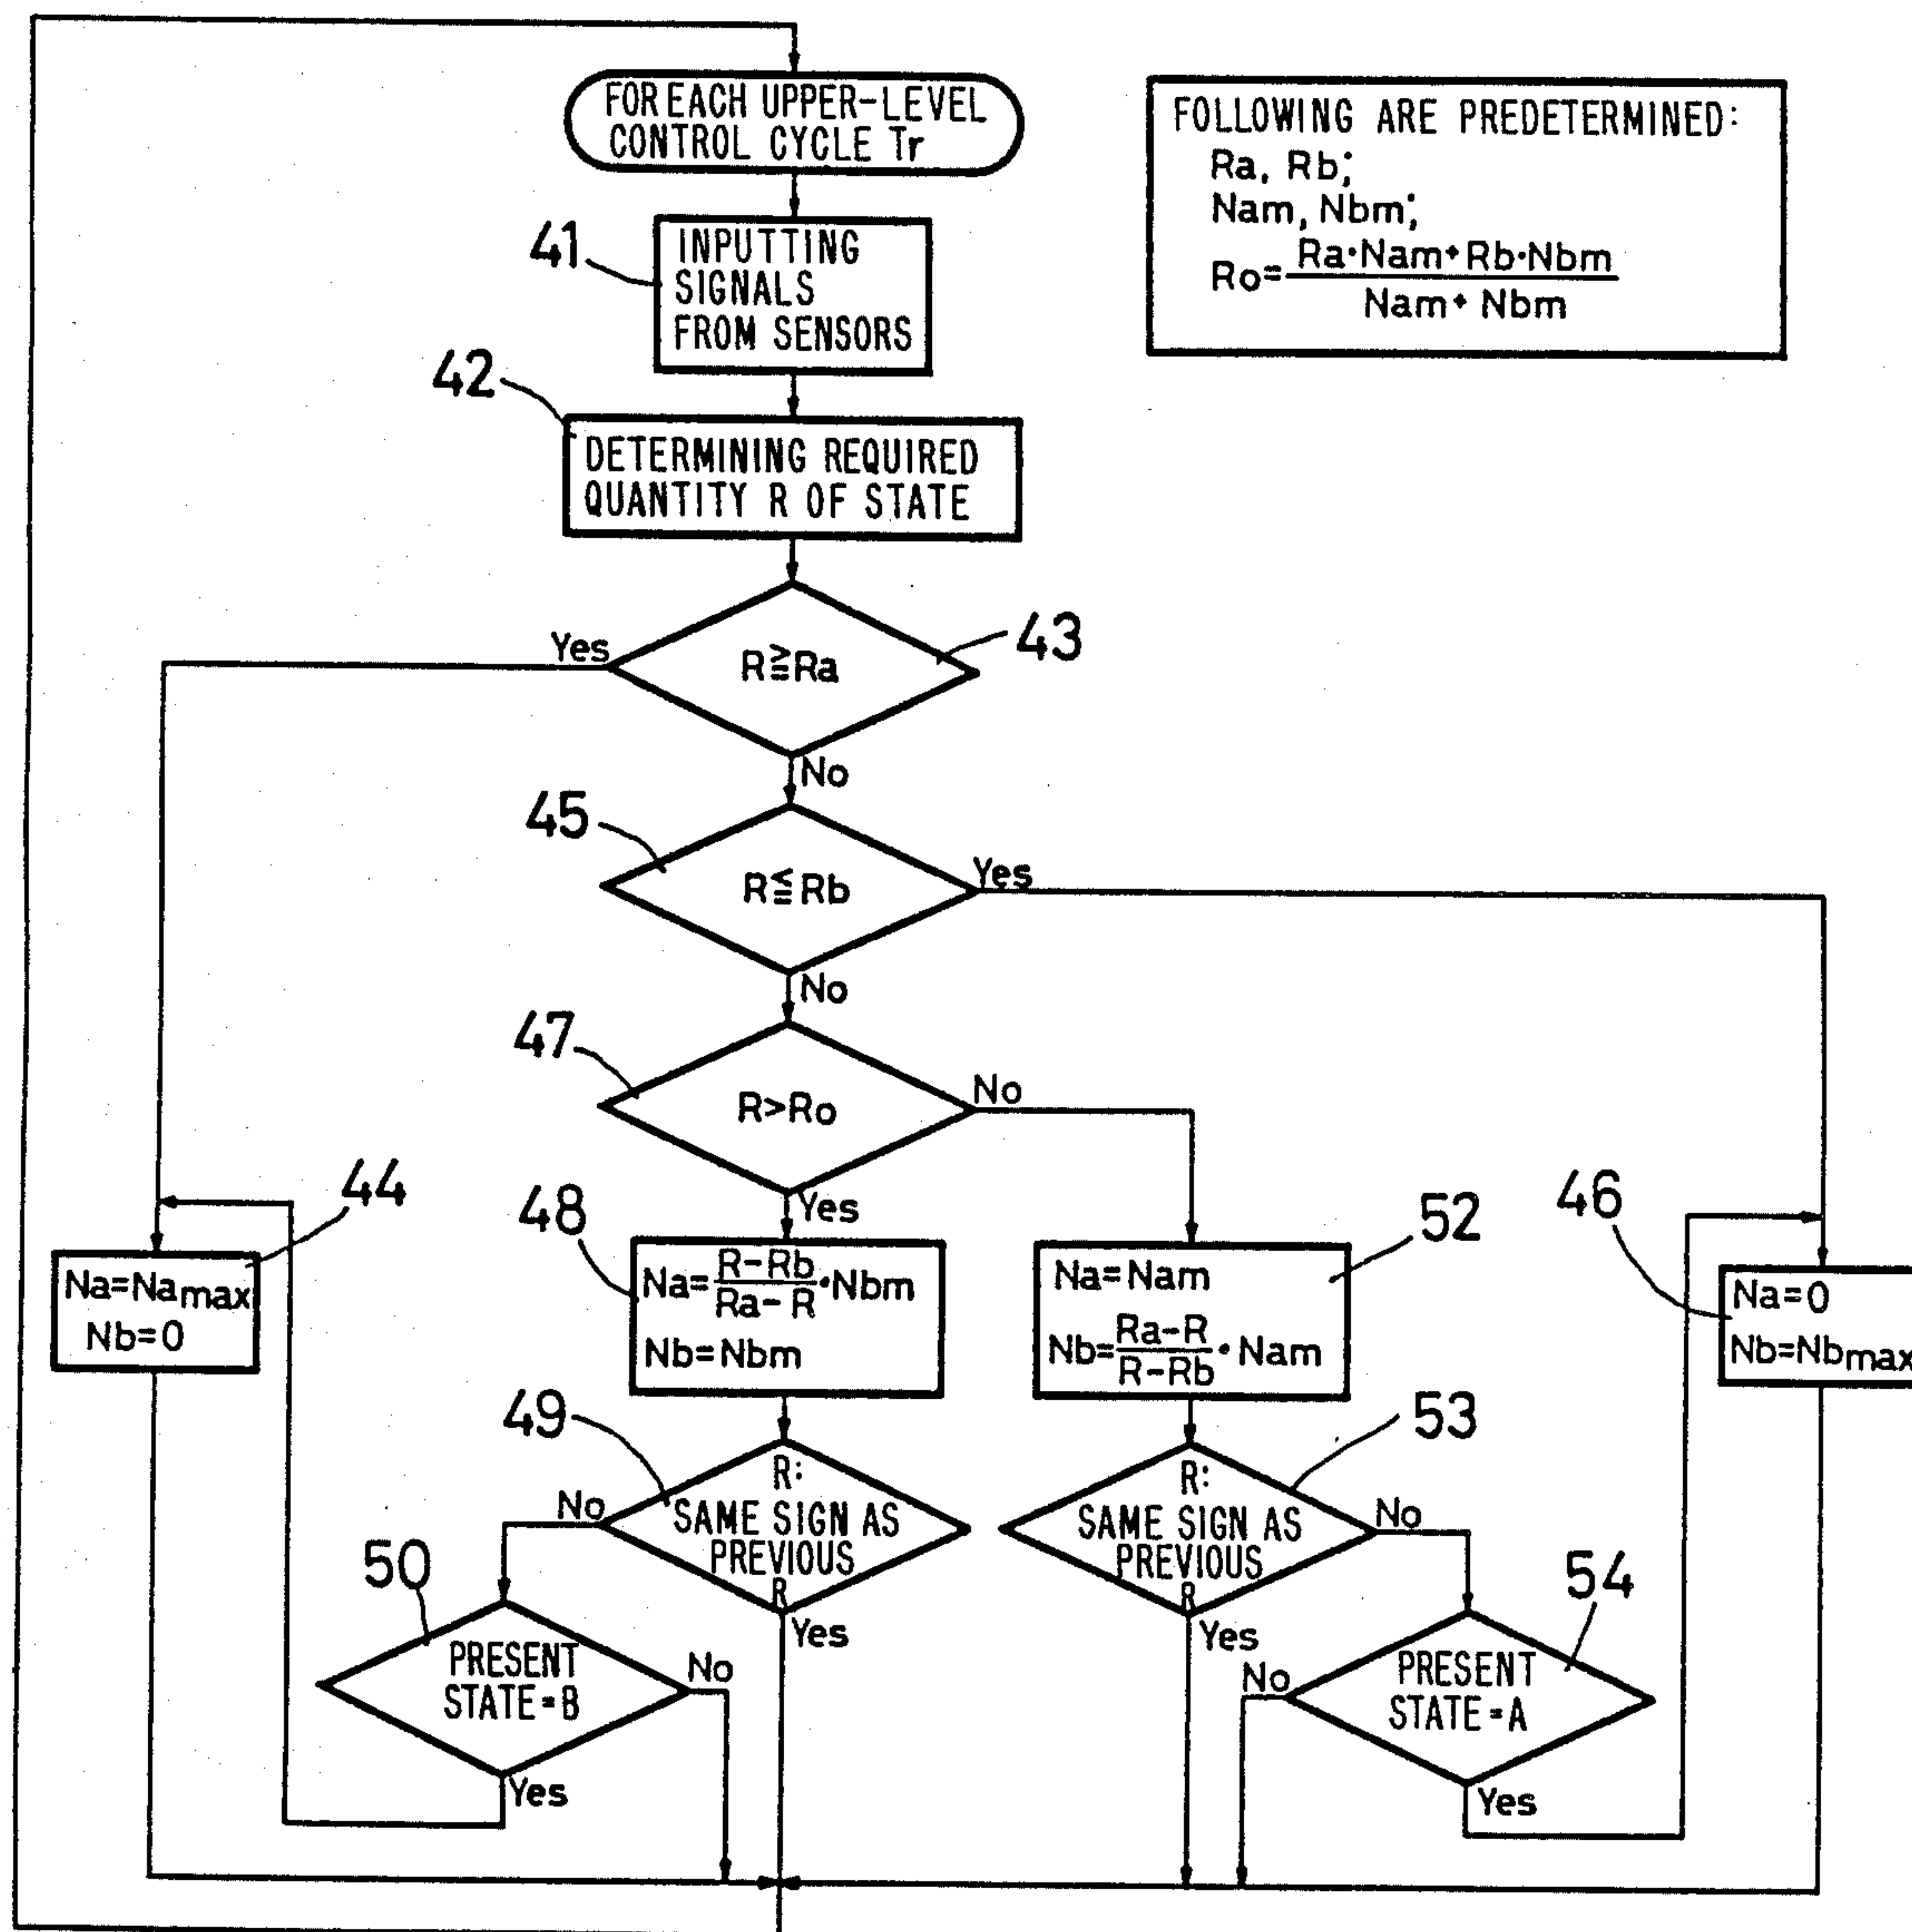 FOR EACH UPPER-LEVEL
CONTROL CYCLE Tr
FOLLOWING ARE PREDETERMINED:
Ra, Rb;
Nam, Nbm;
Ro=(Ra·Nam+Rb·Nbm)/(Nam+Nbm)
41
INPUTTING
SIGNALS
FROM SENSORS
42
DETERMINING REQUIRED
QUANTITY R OF STATE
43
R≧Ra
Yes
No
45
R≦Rb
Yes
No
47
R>Ro
No
Yes
44
Na=Namax
Nb=0
48
Na=(R-Rb)/(Ra-R)·Nbm
Nb=Nbm
52
Na=Nam
Nb=(Ra-R)/(R-Rb)·Nam
46
Na=0
Nb=Nbmax
49
R:
SAME SIGN AS
PREVIOUS
R
No
Yes
53
R:
SAME SIGN AS
PREVIOUS
R
No
Yes
50
PRESENT
STATE=B
No
Yes
54
PRESENT
STATE=A
No
Yes